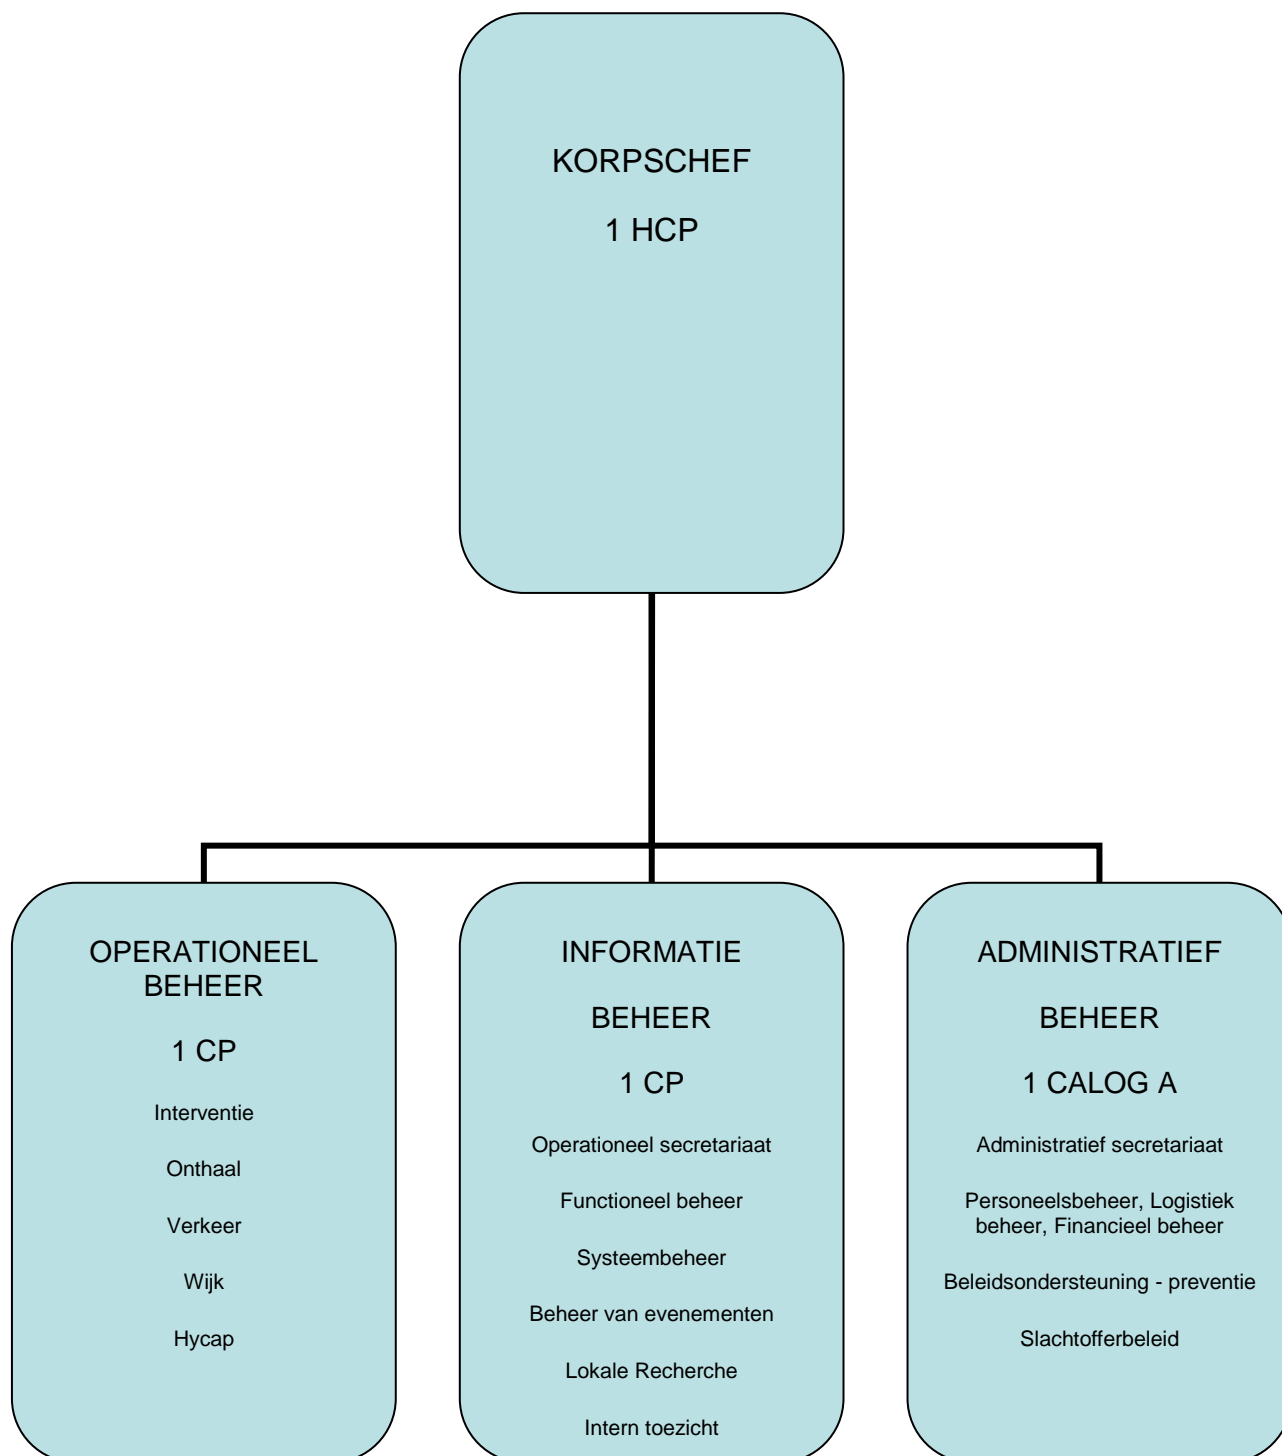 KORPSCHEF
1 HCP
OPERATIONEEL
BEHEER
1 CP
Interventie
Onthaal
Verkeer
Wijk
Hycap
INFORMATIE
BEHEER
1 CP
Operationeel secretariaat
Functioneel beheer
Systeembeheer
Beheer van evenementen
Lokale Recherche
Intern toezicht
ADMINISTRATIEF
BEHEER
1 CALOG A
Administratief secretariaat
Personeelsbeheer, Logistiek
beheer, Financieel beheer
Beleidsondersteuning - preventie
Slachtofferbeleid